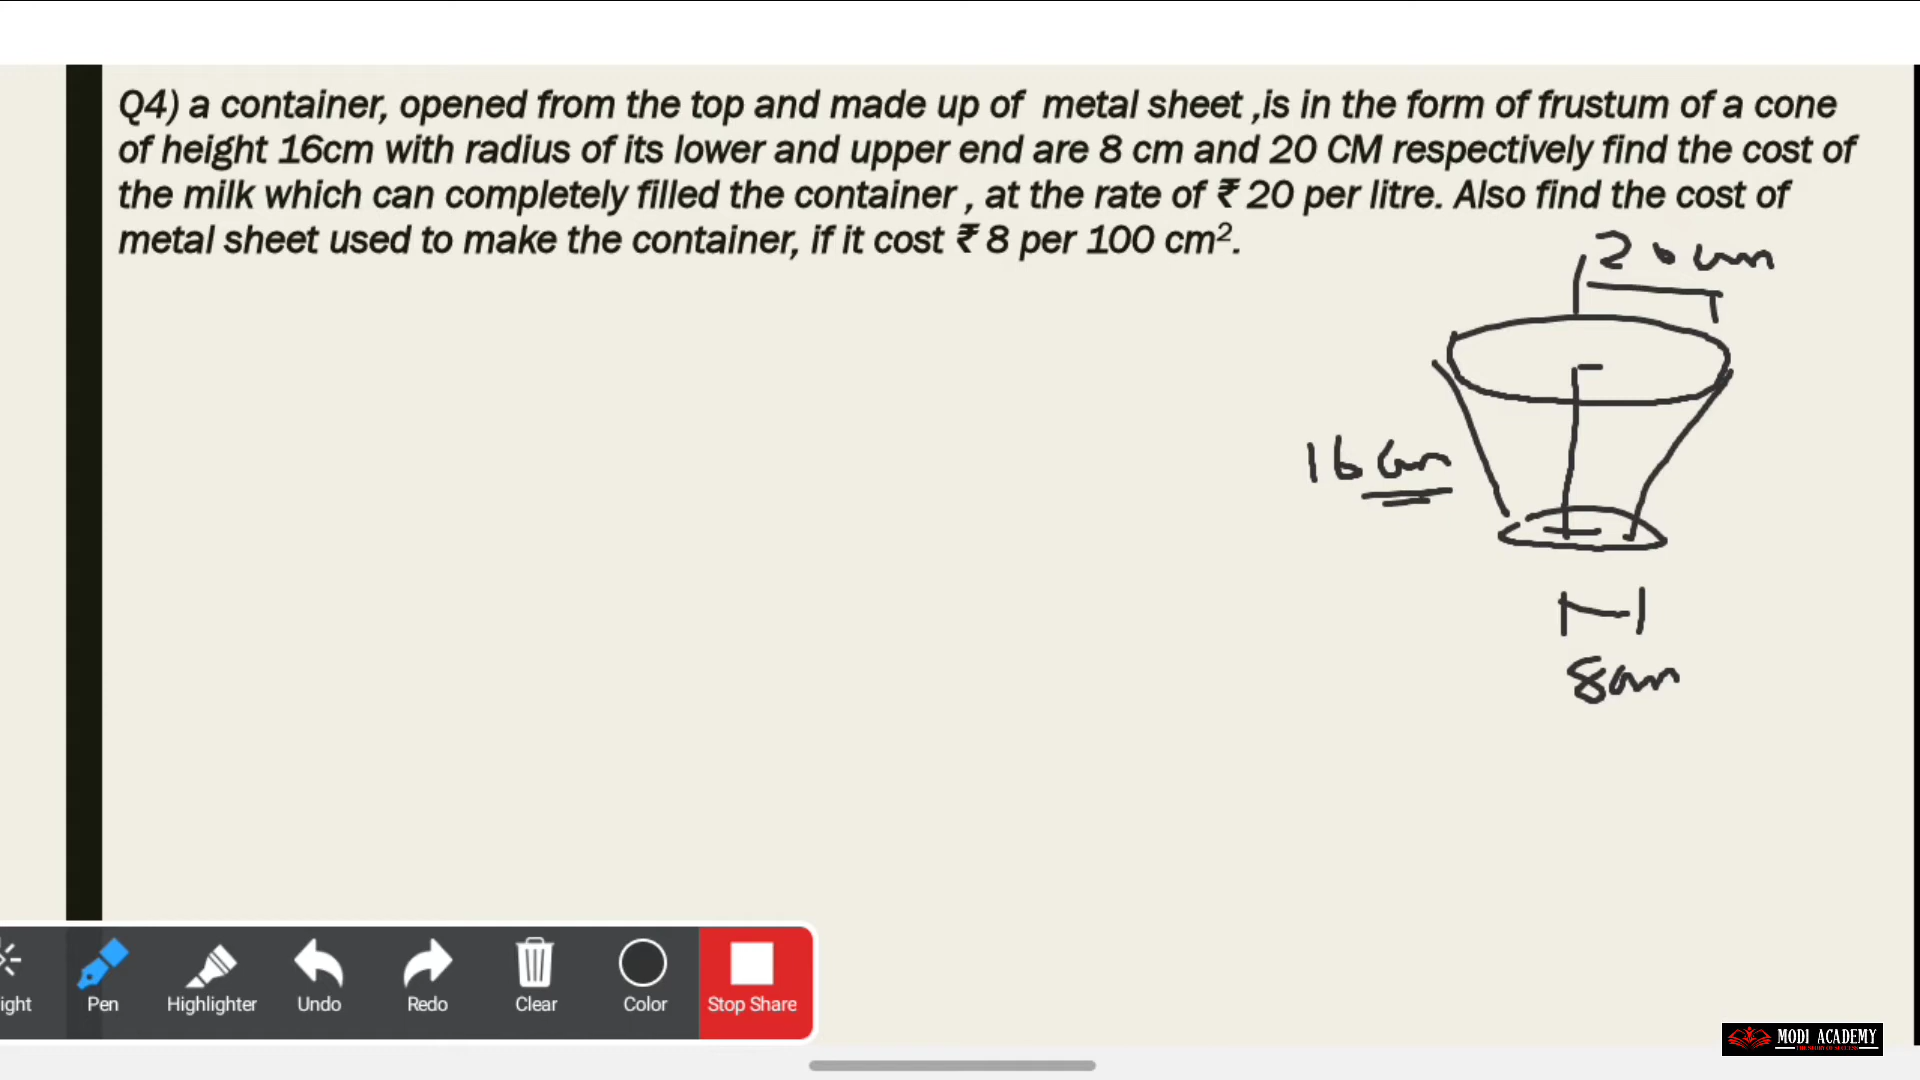 Q4) a container, opened from the top and made up of metal sheet ,is in the form of frustum of a cone
of height 16cm with radius of its lower and upper end are 8 cm and 20 CM respectively find the cost of
the milk which can completely filled the container , at the rate of ₹ 20 per litre. Also find the cost of
metal sheet used to make the container, if it cost ₹ 8 per 100 cm².
20 cm
16 cm
8 cm
ight
Pen
Highlighter
Undo
Redo
Clear
Color
Stop Share
MODI ACADEMY